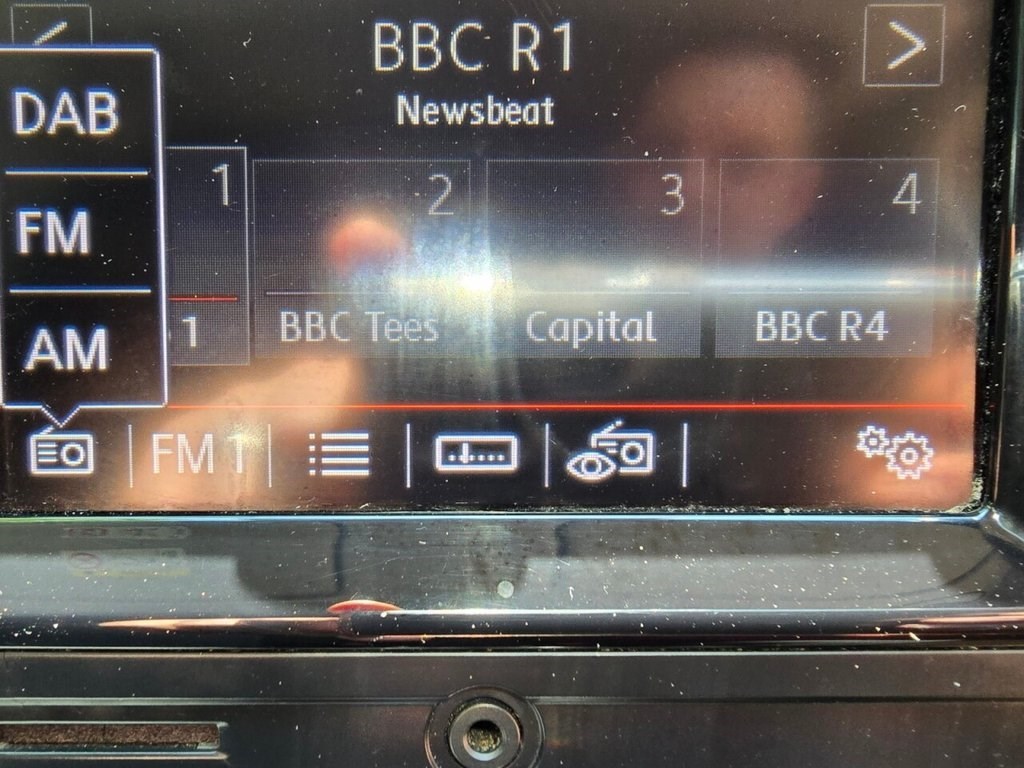 BBC R1
Newsbeat
DAB
FM
AM
1
2
3
4
1
BBC Tees
Capital
BBC R4
FM 1